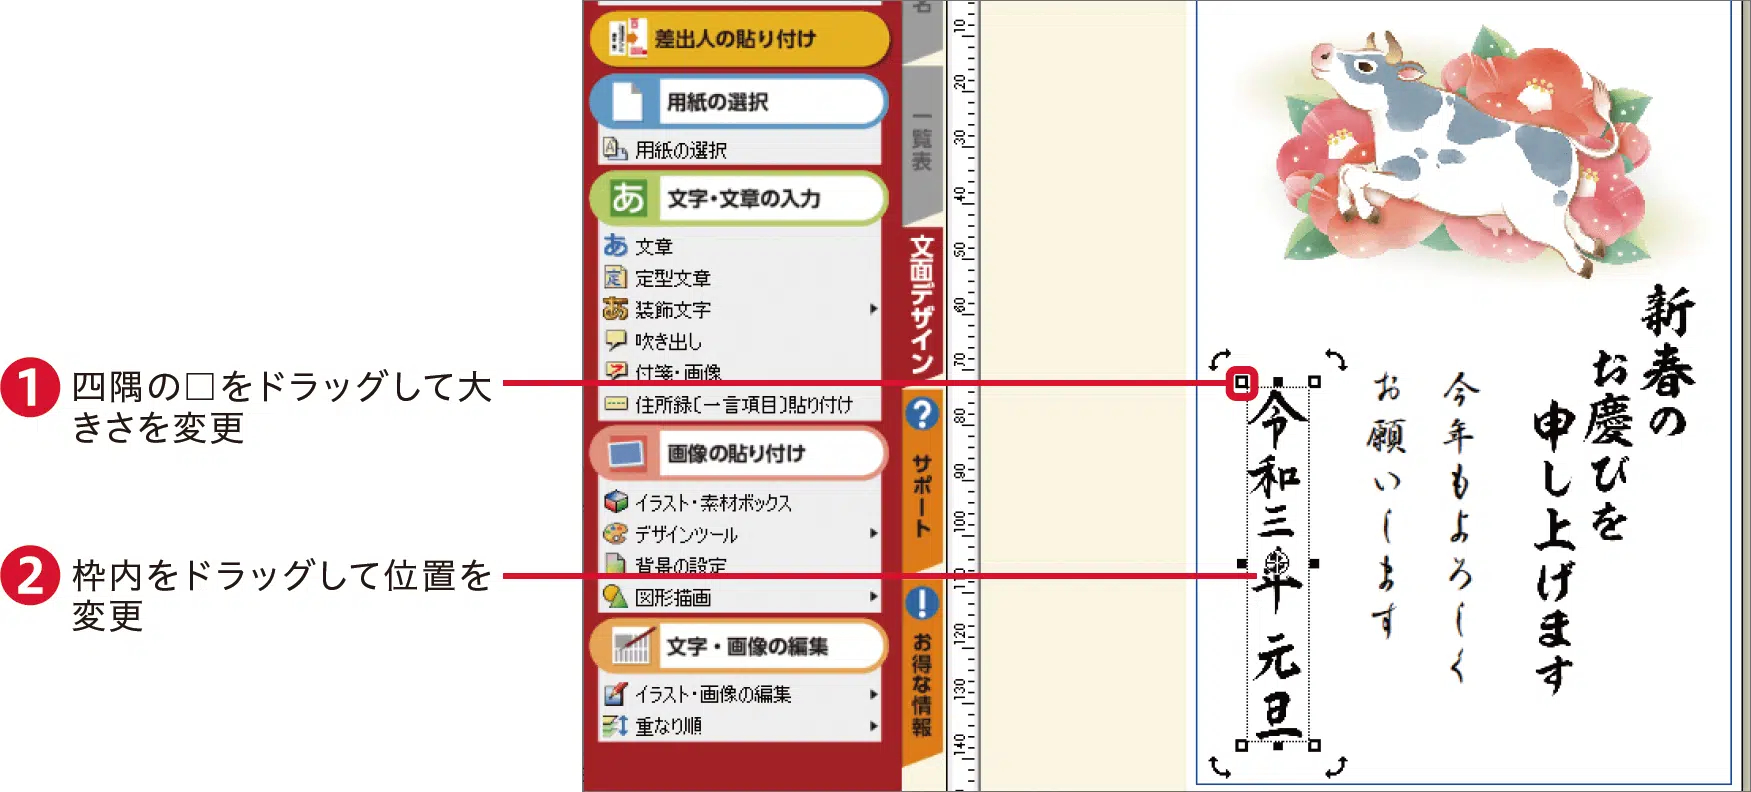 1 四隅の□をドラッグして大
きさを変更
2 枠内をドラッグして位置を
変更
差出人の貼り付け
用紙の選択
用紙の選択
あ 文字・文章の入力
あ 文章
定 定型文章
あ 装飾文字
吹き出し
付箋・画像
住所録[一言項目]貼り付け
画像の貼り付け
イラスト・素材ボックス
デザインツール
背景の設定
図形描画
文字・画像の編集
イラスト・画像の編集
重なり順
名
一覧表
文面デザイン
? サポート
! お得な情報
10
20
30
40
50
60
70
80
90
100
110
120
130
140
新春の
お慶びを
申し上げます
今年もよろしく
お願いします
令和三年 元旦